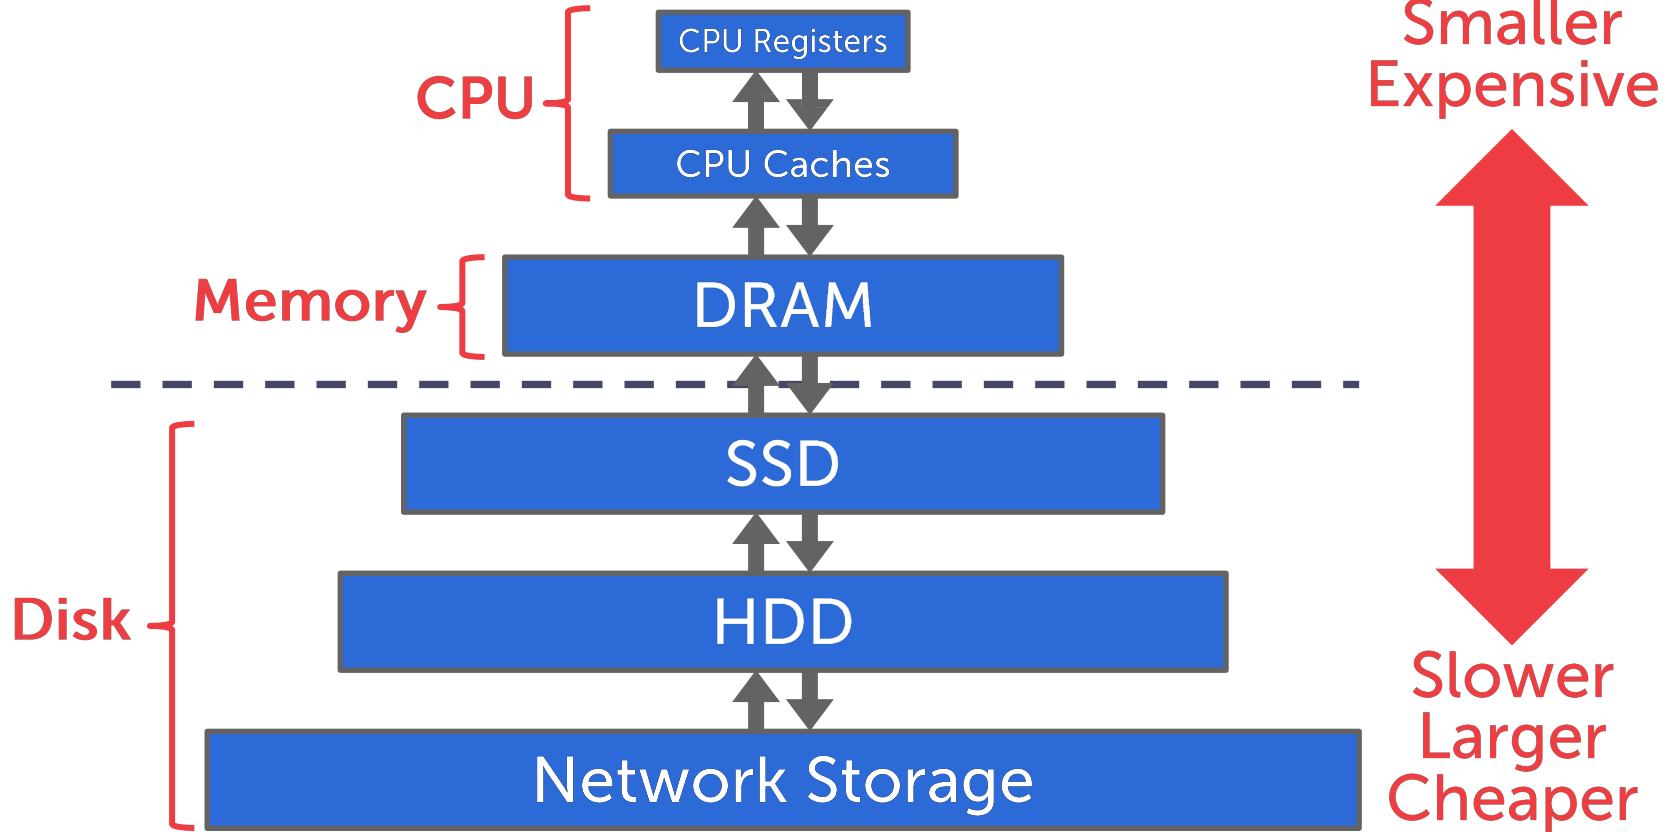 CPU Registers
CPU
CPU Caches
Memory
DRAM
SSD
Disk
HDD
Network Storage
Smaller
Expensive
Slower
Larger
Cheaper